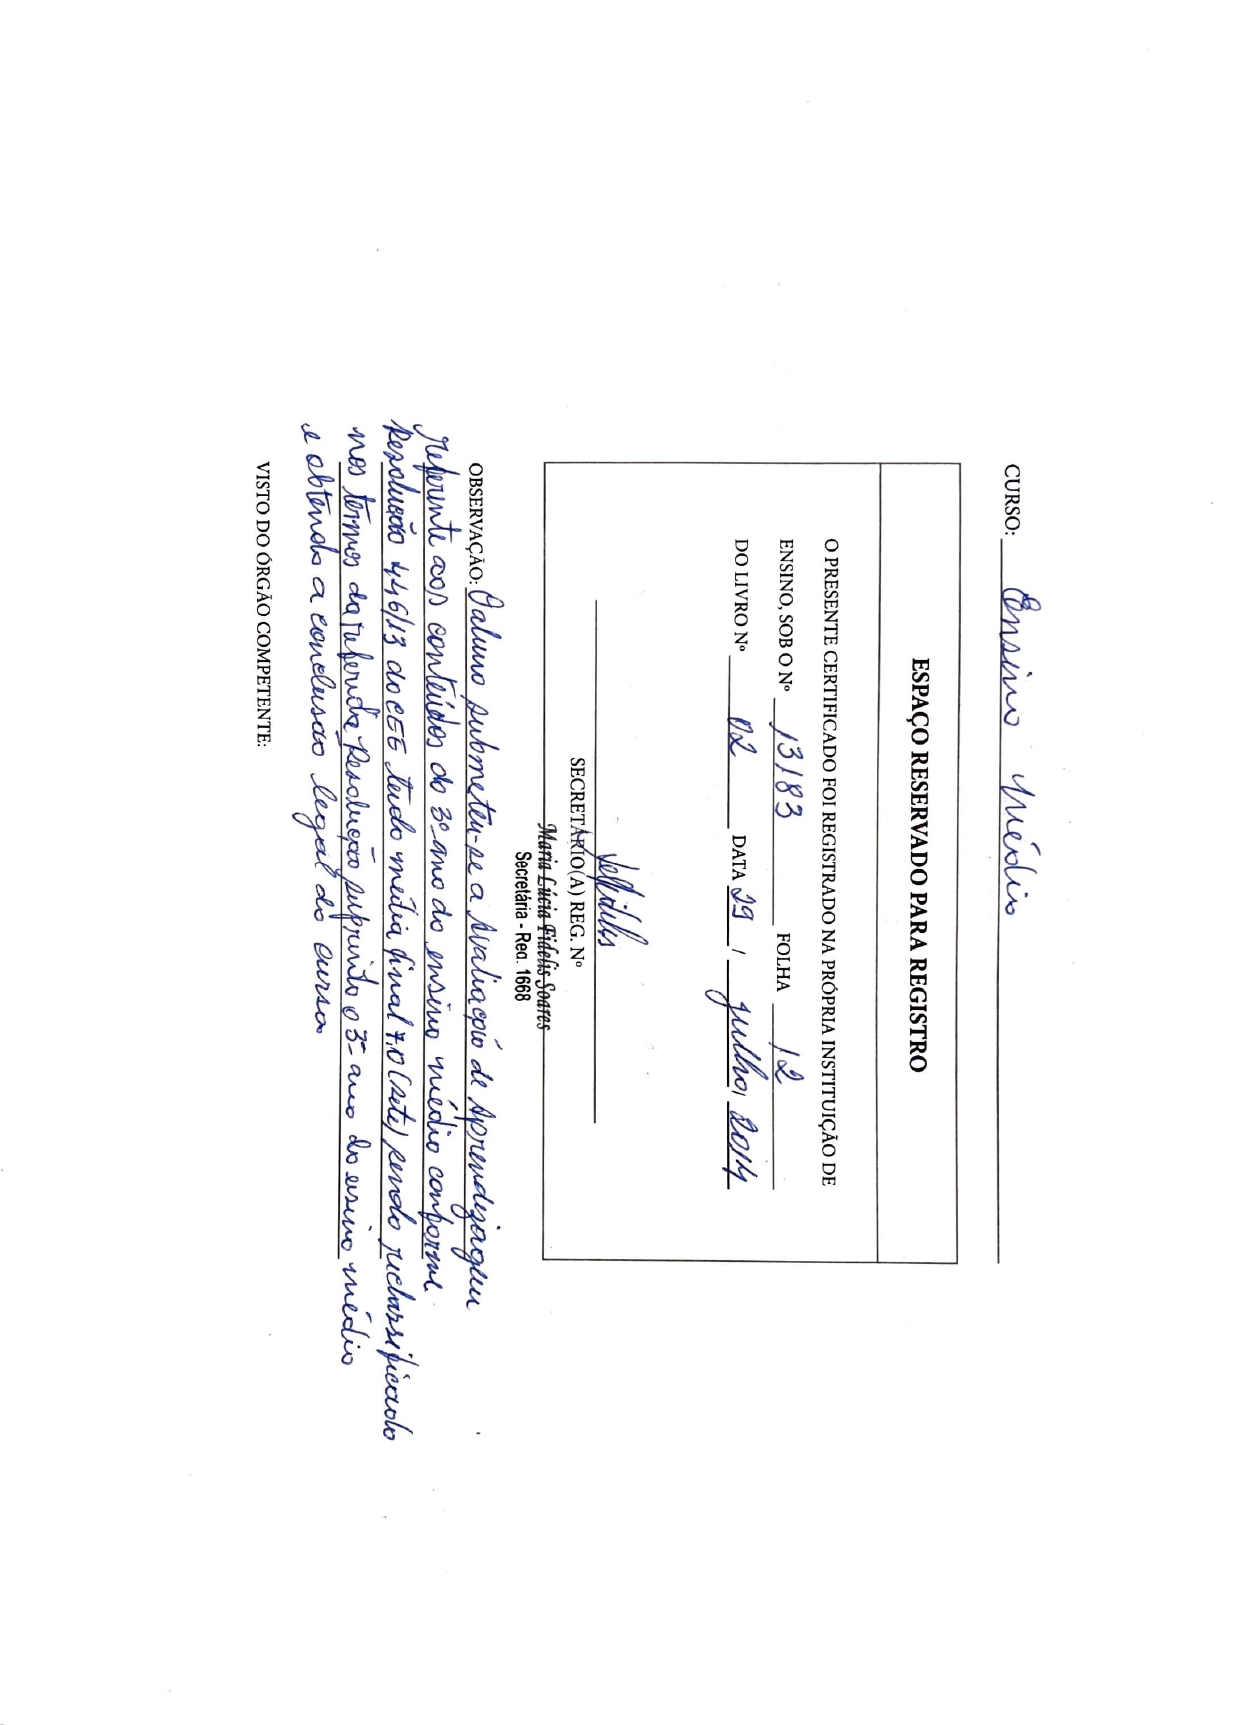 CURSO: Ensino Médio
ESPAÇO RESERVADO PARA REGISTRO
O PRESENTE CERTIFICADO FOI REGISTRADO NA PRÓPRIA INSTITUIÇÃO DE
ENSINO, SOB O Nº 13183 FOLHA 12
DO LIVRO Nº 02 DATA 29 / julho, 2014
SECRETÁRIO(A) REG. Nº
Maria Lúcia Fidelis Soares
Secretária - Reg. 1668
OBSERVAÇÃO: O aluno submeteu-se a Avaliação de Aprendizagem
referente aos conteúdos do 3º ano do ensino médio conforme
Resolução 446/13 do CEE tendo média final 7,0 (sete) sendo reclassificado
nos termos da referida Resolução suprindo o 3º ano do ensino médio
e obtendo a conclusão legal do curso.
VISTO DO ÓRGÃO COMPETENTE: